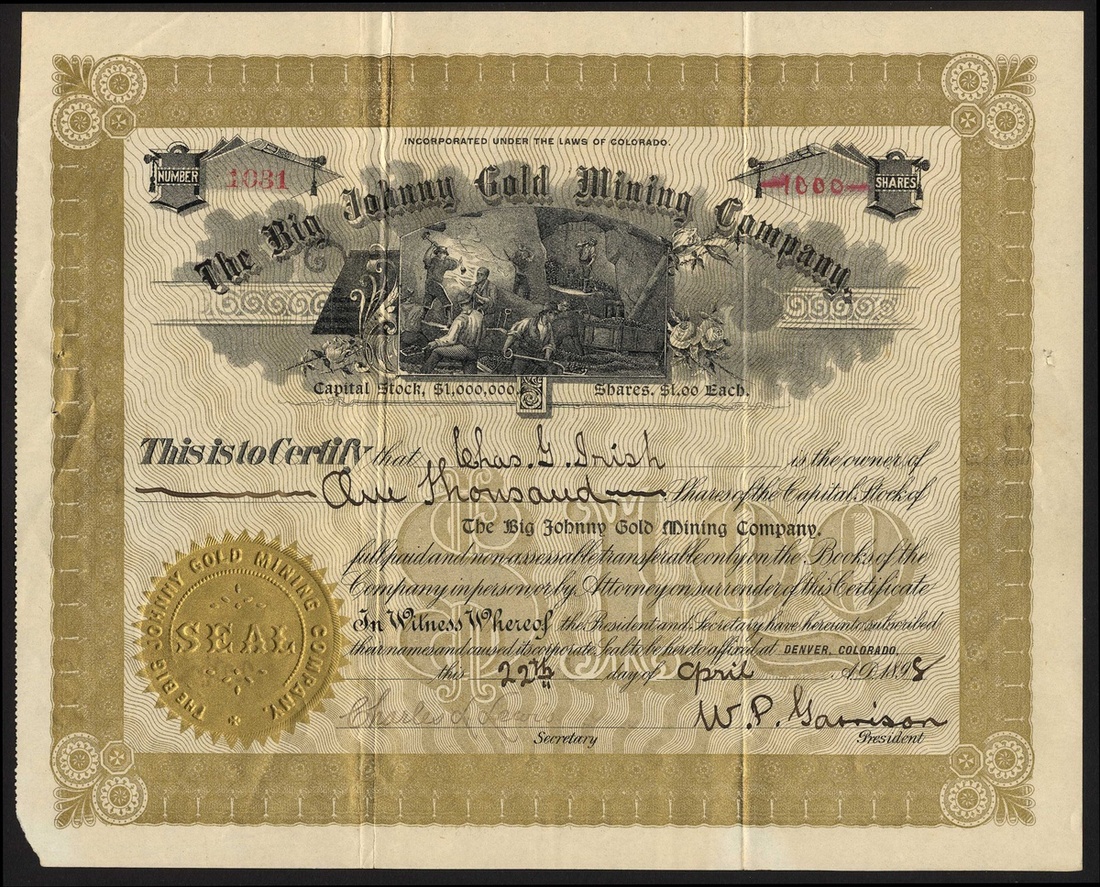 INCORPORATED UNDER THE LAWS OF COLORADO.
NUMBER 1031
1000 SHARES
The Big Johnny Gold Mining Company.
Capital Stock, $1,000,000. Shares, $1.00 Each.
This is to Certify that Chas. G. Irish is the owner of
One Thousand Shares of the Capital Stock of
The Big Johnny Gold Mining Company.
full paid and non-assessable transferable only on the Books of the
Company in person or by Attorney on surrender of this Certificate
In Witness Whereof the President and Secretary have hereunto subscribed
their names and caused its corporate Seal to be hereto affixed at DENVER, COLORADO,
this 22th day of April A.D. 1898
Charles L. Lewis W. P. Garrison
Secretary President
THE BIG JOHNNY GOLD MINING COMPANY.
SEAL
$1.00